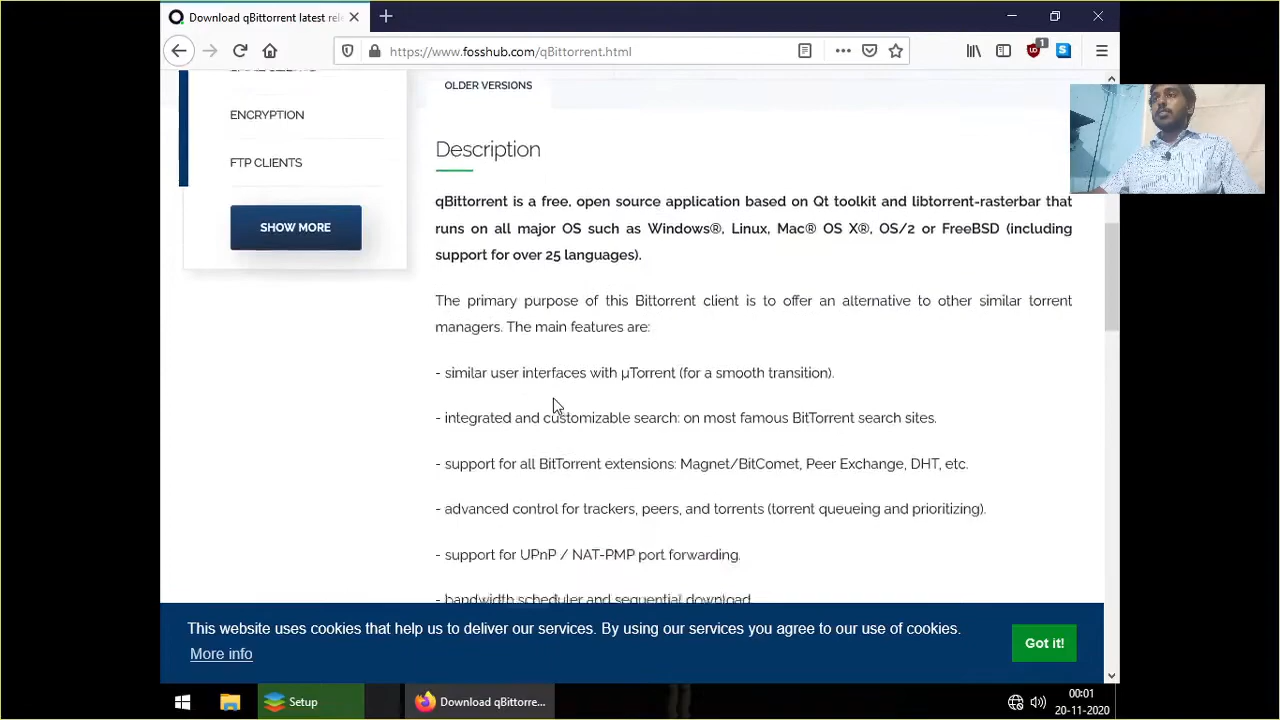 Download qBittorrent latest rel
https://www.fosshub.com/qBittorrent.html
1
OLDER VERSIONS
ENCRYPTION
FTP CLIENTS
SHOW MORE
Description
qBittorrent is a free, open source application based on Qt toolkit and libtorrent-rasterbar that
runs on all major OS such as Windows®, Linux, Mac® OS X®, OS/2 or FreeBSD (including
support for over 25 languages).
The primary purpose of this Bittorrent client is to offer an alternative to other similar torrent
managers. The main features are:
- similar user interfaces with µTorrent (for a smooth transition).
- integrated and customizable search: on most famous BitTorrent search sites.
- support for all BitTorrent extensions: Magnet/BitComet, Peer Exchange, DHT, etc.
- advanced control for trackers, peers, and torrents (torrent queueing and prioritizing).
- support for UPnP / NAT-PMP port forwarding.
- bandwidth scheduler and sequential download
This website uses cookies that help us to deliver our services. By using our services you agree to our use of cookies.
More info
Got it!
Setup
Download qBittorre...
00:01
20-11-2020